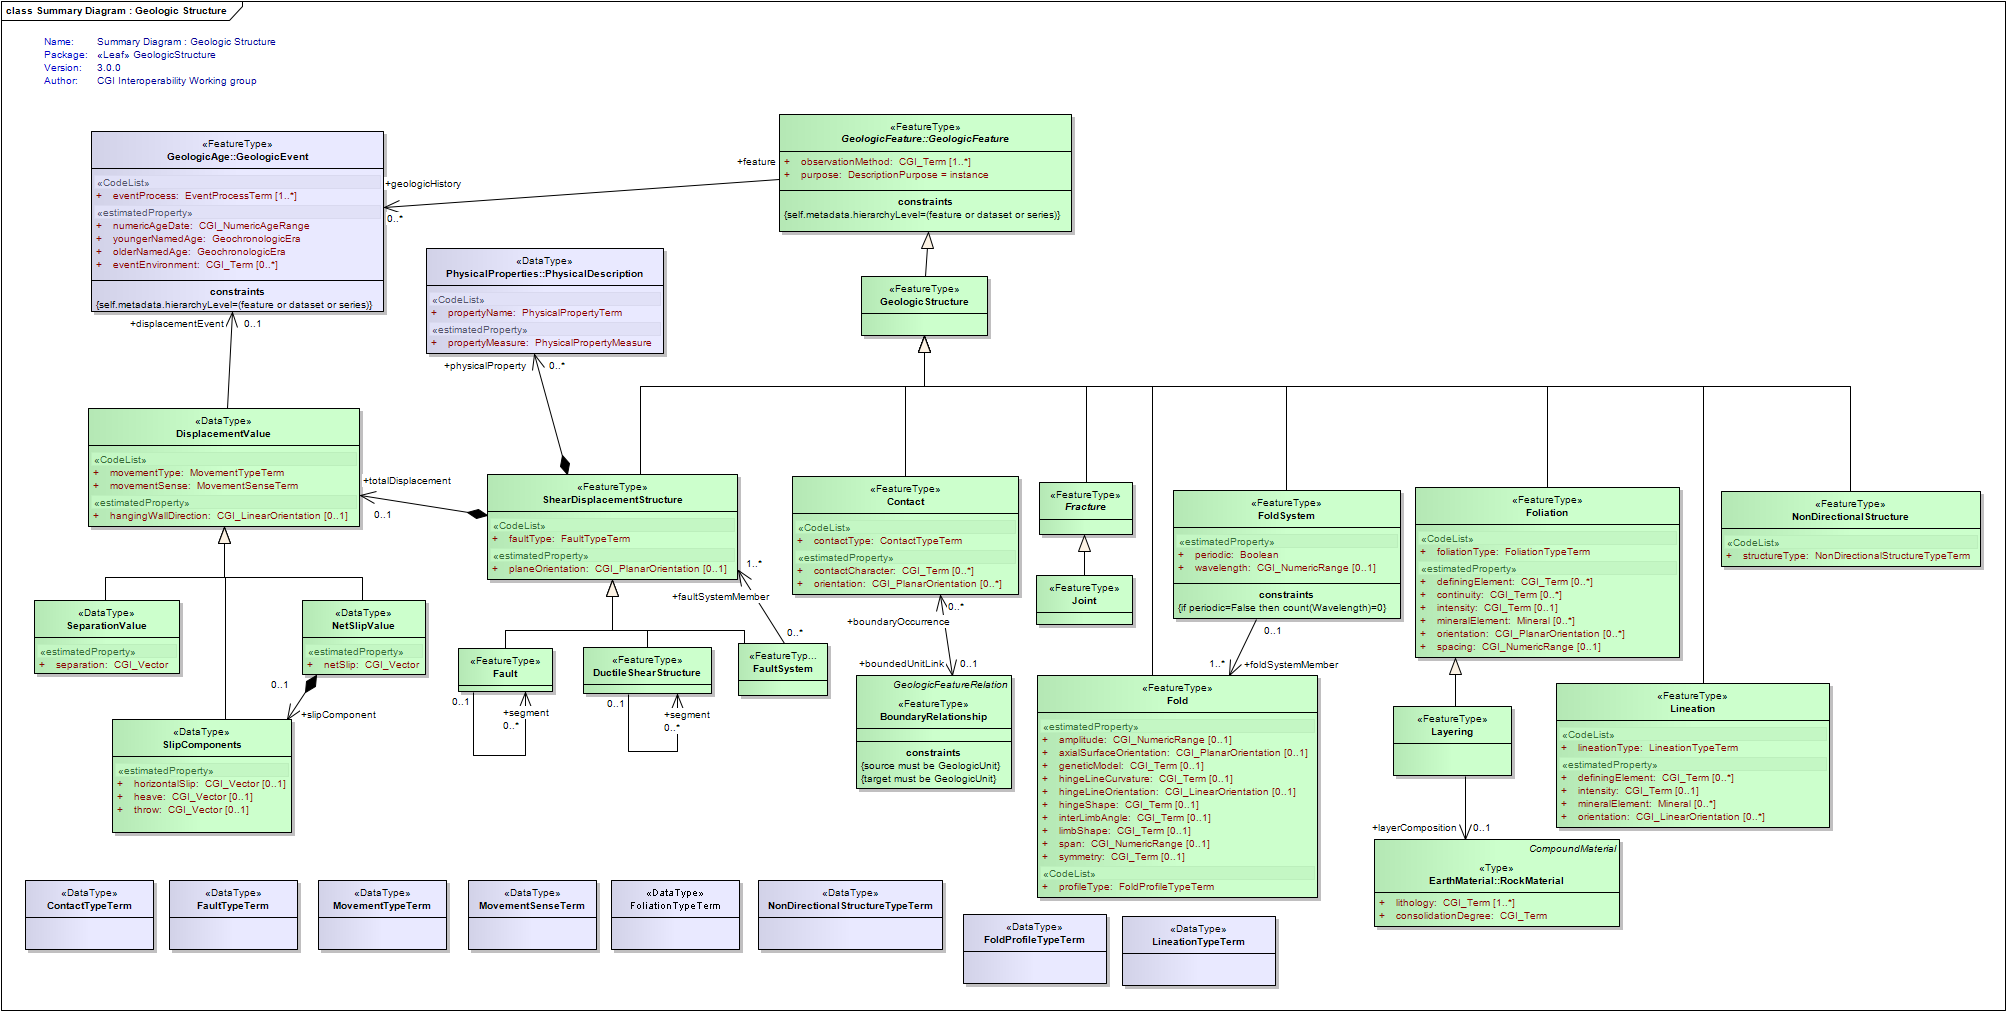 class Summary Diagram : Geologic Structure
Name: Summary Diagram : Geologic Structure
Package: «Leaf» GeologicStructure
Version: 3.0.0
Author: CGI Interoperability Working group
«FeatureType»
GeologicAge::GeologicEvent
«CodeList»
+ eventProcess: EventProcessTerm [1..*]
«estimatedProperty»
+ numericAgeDate: CGI_NumericAgeRange
+ youngerNamedAge: GeochronologicEra
+ olderNamedAge: GeochronologicEra
+ eventEnvironment: CGI_Term [0..*]
constraints
{self.metadata.hierarchyLevel=(feature or dataset or series)}
«FeatureType»
GeologicFeature::GeologicFeature
+ observationMethod: CGI_Term [1..*]
+ purpose: DescriptionPurpose = instance
constraints
{self.metadata.hierarchyLevel=(feature or dataset or series)}
+feature
+geologicHistory
0..*
«DataType»
PhysicalProperties::PhysicalDescription
«CodeList»
+ propertyName: PhysicalPropertyTerm
«estimatedProperty»
+ propertyMeasure: PhysicalPropertyMeasure
«FeatureType»
GeologicStructure
+displacementEvent 0..1
+physicalProperty 0..*
«DataType»
DisplacementValue
«CodeList»
+ movementType: MovementTypeTerm
+ movementSense: MovementSenseTerm
«estimatedProperty»
+ hangingWallDirection: CGI_LinearOrientation [0..1]
+totalDisplacement
0..1
«FeatureType»
ShearDisplacementStructure
«CodeList»
+ faultType: FaultTypeTerm
«estimatedProperty»
+ planeOrientation: CGI_PlanarOrientation [0..1]
«FeatureType»
Contact
«CodeList»
+ contactType: ContactTypeTerm
«estimatedProperty»
+ contactCharacter: CGI_Term [0..*]
+ orientation: CGI_PlanarOrientation [0..*]
«FeatureType»
Fracture
«FeatureType»
Joint
«FeatureType»
FoldSystem
«estimatedProperty»
+ periodic: Boolean
+ wavelength: CGI_NumericRange [0..1]
constraints
{if periodic=False then count(Wavelength)=0}
«FeatureType»
Foliation
«CodeList»
+ foliationType: FoliationTypeTerm
«estimatedProperty»
+ definingElement: CGI_Term [0..*]
+ continuity: CGI_Term [0..*]
+ intensity: CGI_Term [0..1]
+ mineralElement: Mineral [0..*]
+ orientation: CGI_PlanarOrientation [0..*]
+ spacing: CGI_NumericRange [0..1]
«FeatureType»
NonDirectionalStructure
«CodeList»
+ structureType: NonDirectionalStructureTypeTerm
«DataType»
SeparationValue
«estimatedProperty»
+ separation: CGI_Vector
«DataType»
NetSlipValue
«estimatedProperty»
+ netSlip: CGI_Vector
0..1
+slipComponent
«DataType»
SlipComponents
«estimatedProperty»
+ horizontalSlip: CGI_Vector [0..1]
+ heave: CGI_Vector [0..1]
+ throw: CGI_Vector [0..1]
1..*
+faultSystemMember
0..*
«FeatureType»
Fault
0..1
+segment
0..*
«FeatureType»
DuctileShearStructure
0..1
+segment
0..*
«FeatureTyp...
FaultSystem
0..*
+boundaryOccurrence
+boundedUnitLink 0..1
GeologicFeatureRelation
«FeatureType»
BoundaryRelationship
constraints
{source must be GeologicUnit}
{target must be GeologicUnit}
0..1
1..* +foldSystemMember
«FeatureType»
Fold
«estimatedProperty»
+ amplitude: CGI_NumericRange [0..1]
+ axialSurfaceOrientation: CGI_PlanarOrientation [0..1]
+ geneticModel: CGI_Term [0..1]
+ hingeLineCurvature: CGI_Term [0..1]
+ hingeLineOrientation: CGI_LinearOrientation [0..1]
+ hingeShape: CGI_Term [0..1]
+ interLimbAngle: CGI_Term [0..1]
+ limbShape: CGI_Term [0..1]
+ span: CGI_NumericRange [0..1]
+ symmetry: CGI_Term [0..1]
«CodeList»
+ profileType: FoldProfileTypeTerm
«FeatureType»
Layering
+layerComposition 0..1
CompoundMaterial
«Type»
EarthMaterial::RockMaterial
+ lithology: CGI_Term [1..*]
+ consolidationDegree: CGI_Term
«FeatureType»
Lineation
«CodeList»
+ lineationType: LineationTypeTerm
«estimatedProperty»
+ definingElement: CGI_Term [0..*]
+ intensity: CGI_Term [0..1]
+ mineralElement: Mineral [0..*]
+ orientation: CGI_LinearOrientation [0..*]
«DataType»
ContactTypeTerm
«DataType»
FaultTypeTerm
«DataType»
MovementTypeTerm
«DataType»
MovementSenseTerm
«DataType»
FoliationTypeTerm
«DataType»
NonDirectionalStructureTypeTerm
«DataType»
FoldProfileTypeTerm
«DataType»
LineationTypeTerm